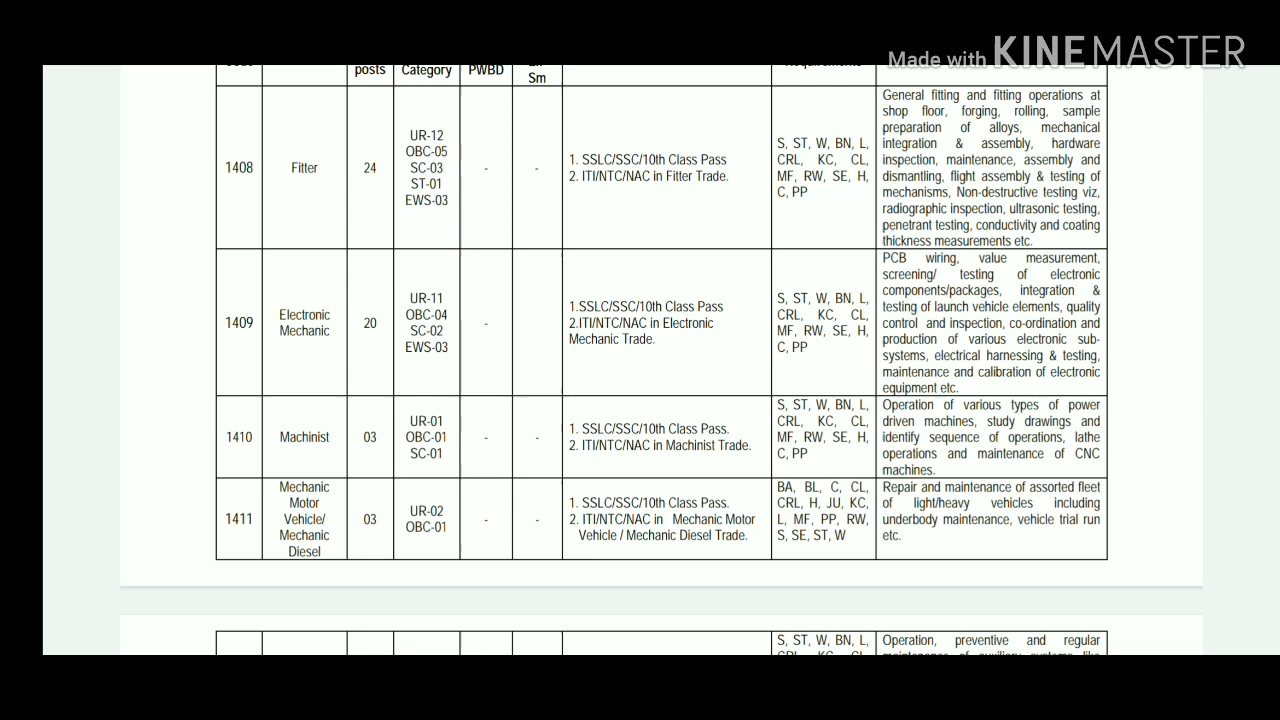 Made with KINEMASTER
posts
Category
PWBD
Sm
1408
Fitter
24
UR-12
OBC-05
SC-03
ST-01
EWS-03
-
-
1. SSLC/SSC/10th Class Pass
2. ITI/NTC/NAC in Fitter Trade.
S, ST, W, BN, L,
CRL, KC, CL,
MF, RW, SE, H,
C, PP
General fitting and fitting operations at
shop floor, forging, rolling, sample
preparation of alloys, mechanical
integration & assembly, hardware
inspection, maintenance, assembly and
dismantling, flight assembly & testing of
mechanisms, Non-destructive testing viz,
radiographic inspection, ultrasonic testing,
penetrant testing, conductivity and coating
thickness measurements etc.
1409
Electronic
Mechanic
20
UR-11
OBC-04
SC-02
EWS-03
-
1.SSLC/SSC/10th Class Pass
2.ITI/NTC/NAC in Electronic
Mechanic Trade.
S, ST, W, BN, L,
CRL, KC, CL,
MF, RW, SE, H,
C, PP
PCB wiring, value measurement,
screening/ testing of electronic
components/packages, integration &
testing of launch vehicle elements, quality
control and inspection, co-ordination and
production of various electronic sub-
systems, electrical harnessing & testing,
maintenance and calibration of electronic
equipment etc.
1410
Machinist
03
UR-01
OBC-01
SC-01
-
-
1. SSLC/SSC/10th Class Pass.
2. ITI/NTC/NAC in Machinist Trade.
S, ST, W, BN, L,
CRL, KC, CL,
MF, RW, SE, H,
C, PP
Operation of various types of power
driven machines, study drawings and
identify sequence of operations, lathe
operations and maintenance of CNC
machines.
1411
Mechanic
Motor
Vehicle/
Mechanic
Diesel
03
UR-02
OBC-01
-
-
1. SSLC/SSC/10th Class Pass.
2. ITI/NTC/NAC in Mechanic Motor
Vehicle / Mechanic Diesel Trade.
BA, BL, C, CL,
CRL, H, JU, KC,
L, MF, PP, RW,
S, SE, ST, W
Repair and maintenance of assorted fleet
of light/heavy vehicles including
underbody maintenance, vehicle trial run
etc.
S, ST, W, BN, L,
Operation, preventive and regular